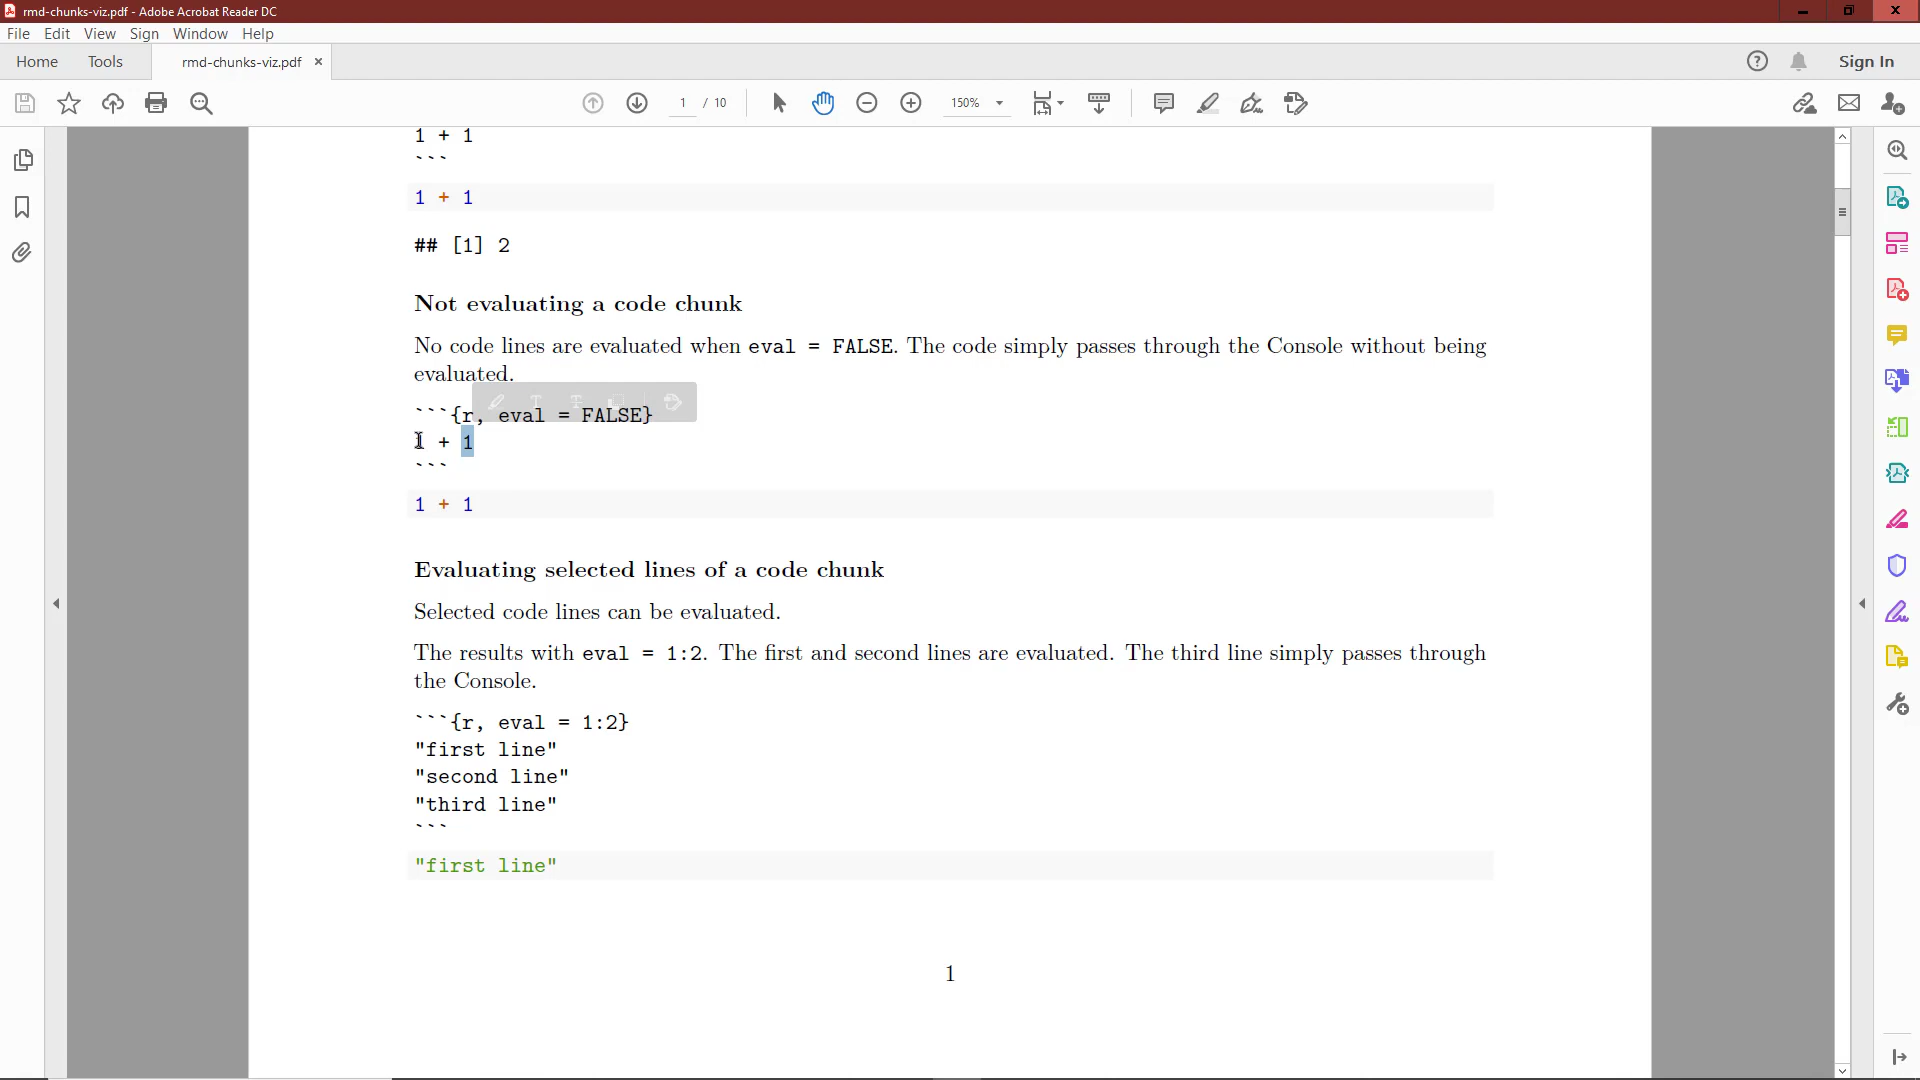 rmd-chunks-viz.pdf - Adobe Acrobat Reader DC
File Edit View Sign Window Help
Home Tools rmd-chunks-viz.pdf × Sign In
1 / 10 150%
1 + 1
```
1 + 1
## [1] 2
Not evaluating a code chunk
No code lines are evaluated when eval = FALSE. The code simply passes through the Console without being
evaluated.
```{r, eval = FALSE}
1 + 1
```
1 + 1
Evaluating selected lines of a code chunk
Selected code lines can be evaluated.
The results with eval = 1:2. The first and second lines are evaluated. The third line simply passes through
the Console.
```{r, eval = 1:2}
"first line"
"second line"
"third line"
```
"first line"
1